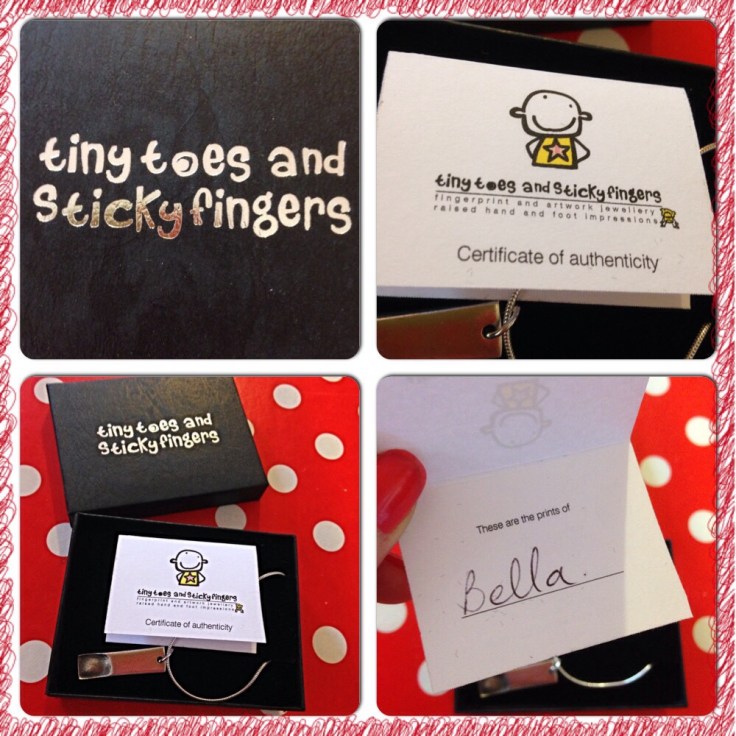 tiny toes and
sticky fingers
tiny toes and sticky fingers
fingerprint and artwork jewellery
raised hand and foot impressions
Certificate of authenticity
tiny toes and
sticky fingers
tiny toes and sticky fingers
fingerprint and artwork jewellery
raised hand and foot impressions
Certificate of authenticity
These are the prints of
Bella.